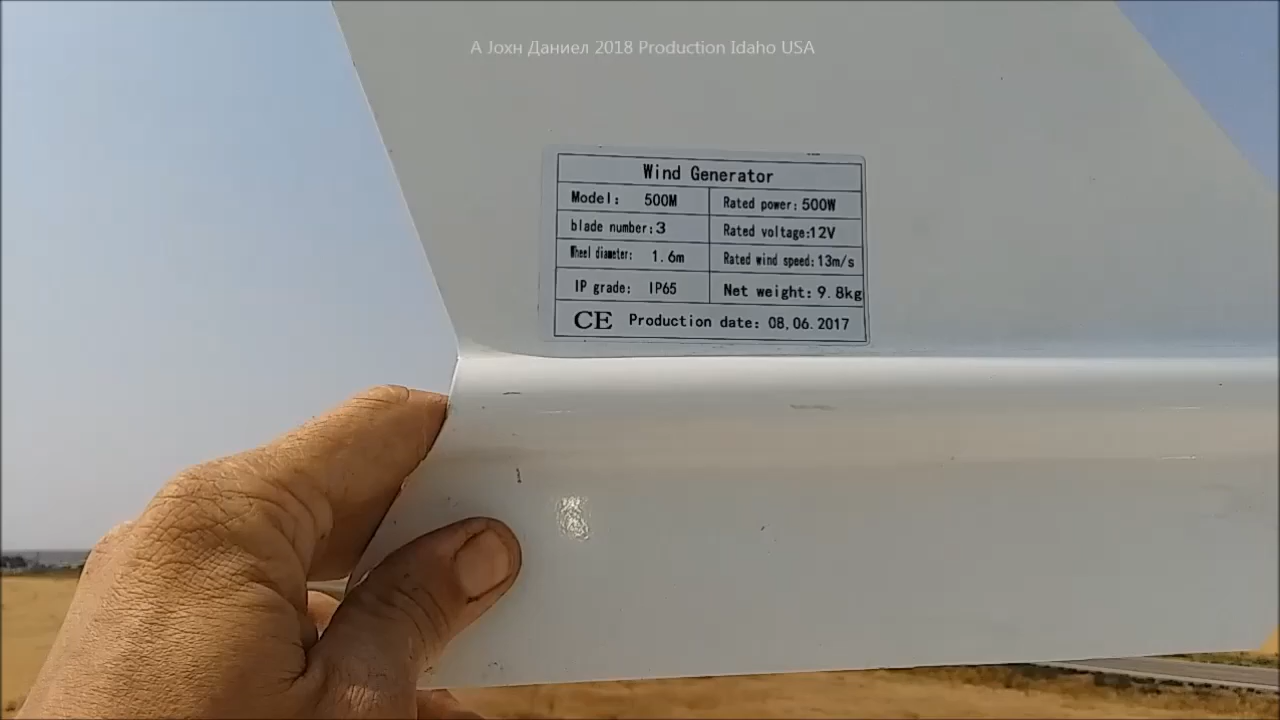 А Јохн Даниел 2018 Production Idaho USA
Wind Generator
Model: 500M Rated power: 500W
blade number: 3 Rated voltage: 12V
Wheel diameter: 1.6m Rated wind speed: 13m/s
IP grade: IP65 Net weight: 9.8kg
CE Production date: 08,06.2017